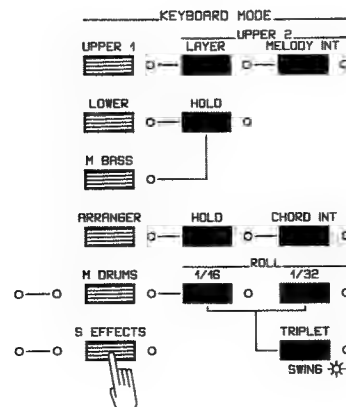 KEYBOARD MODE
UPPER 2
UPPER 1 LAYER MELODY INT
LOWER HOLD
M BASS
ARRANGER HOLD CHORD INT
ROLL
M DRUMS 1/16 1/32
S EFFECTS TRIPLET
SWING